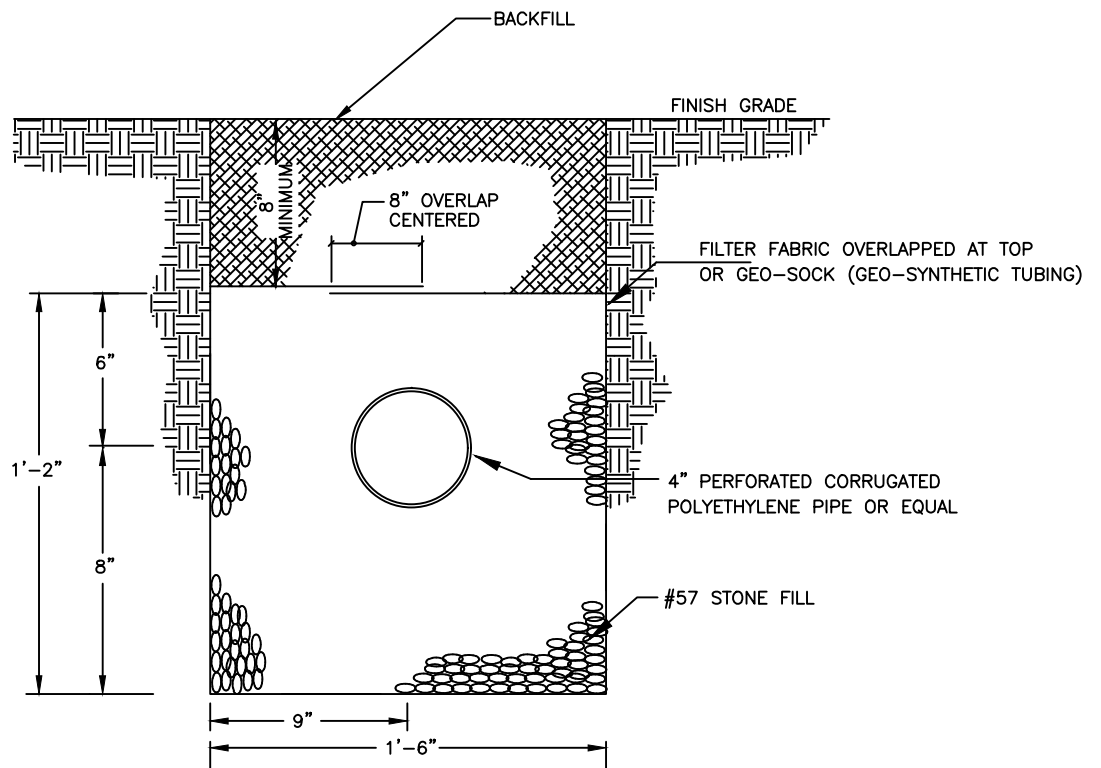 BACKFILL
FINISH GRADE
8"
MINIMUM
8" OVERLAP
CENTERED
FILTER FABRIC OVERLAPPED AT TOP
OR GEO-SOCK (GEO-SYNTHETIC TUBING)
6"
1'-2"
4" PERFORATED CORRUGATED
POLYETHYLENE PIPE OR EQUAL
8"
#57 STONE FILL
9"
1'-6"